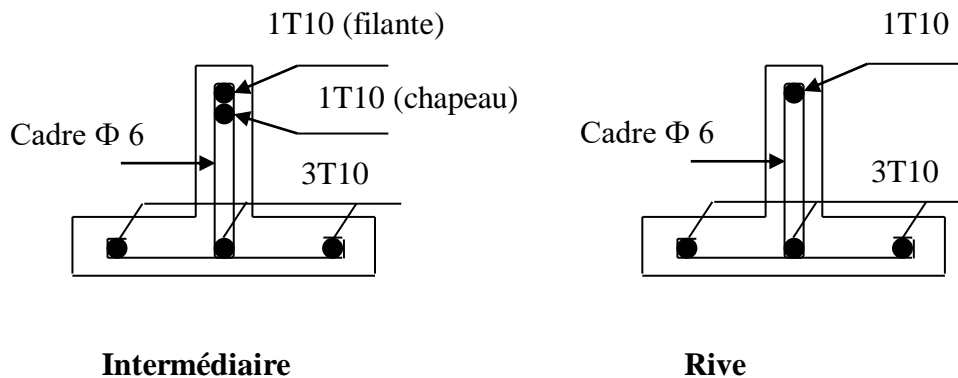 1T10 (filante)
1T10 (chapeau)
Cadre Φ 6
3T10
Intermédiaire
1T10
Cadre Φ 6
3T10
Rive